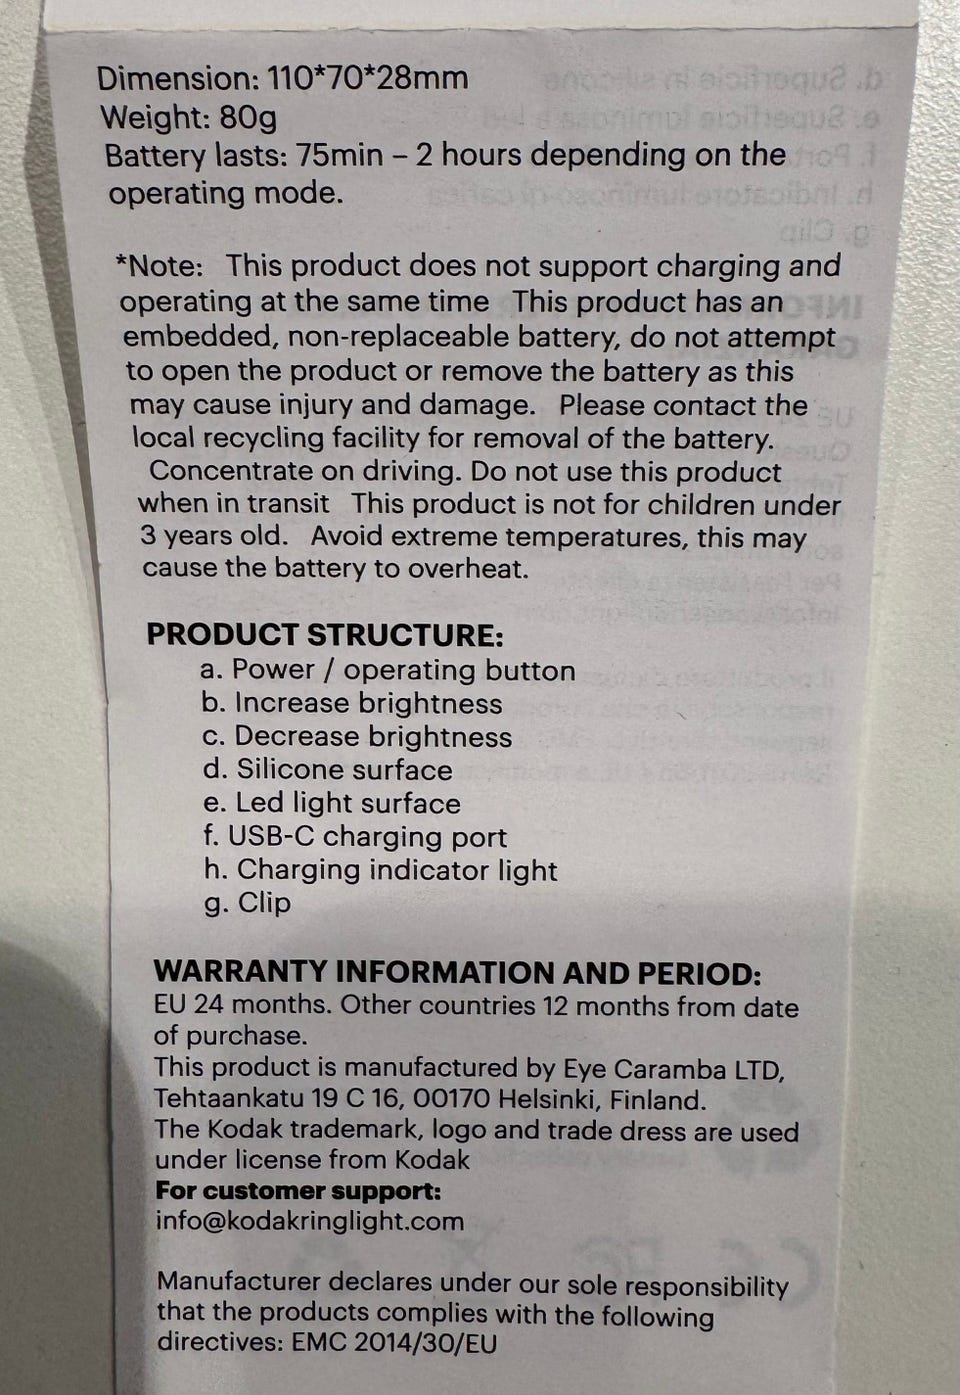 Dimension: 110*70*28mm
Weight: 80g
Battery lasts: 75min – 2 hours depending on the
operating mode.
*Note: This product does not support charging and
operating at the same time This product has an
embedded, non-replaceable battery, do not attempt
to open the product or remove the battery as this
may cause injury and damage. Please contact the
local recycling facility for removal of the battery.
Concentrate on driving. Do not use this product
when in transit This product is not for children under
3 years old. Avoid extreme temperatures, this may
cause the battery to overheat.
PRODUCT STRUCTURE:
a. Power / operating button
b. Increase brightness
c. Decrease brightness
d. Silicone surface
e. Led light surface
f. USB-C charging port
h. Charging indicator light
g. Clip
WARRANTY INFORMATION AND PERIOD:
EU 24 months. Other countries 12 months from date
of purchase.
This product is manufactured by Eye Caramba LTD,
Tehtaankatu 19 C 16, 00170 Helsinki, Finland.
The Kodak trademark, logo and trade dress are used
under license from Kodak
For customer support:
info@kodakringlight.com
Manufacturer declares under our sole responsibility
that the products complies with the following
directives: EMC 2014/30/EU